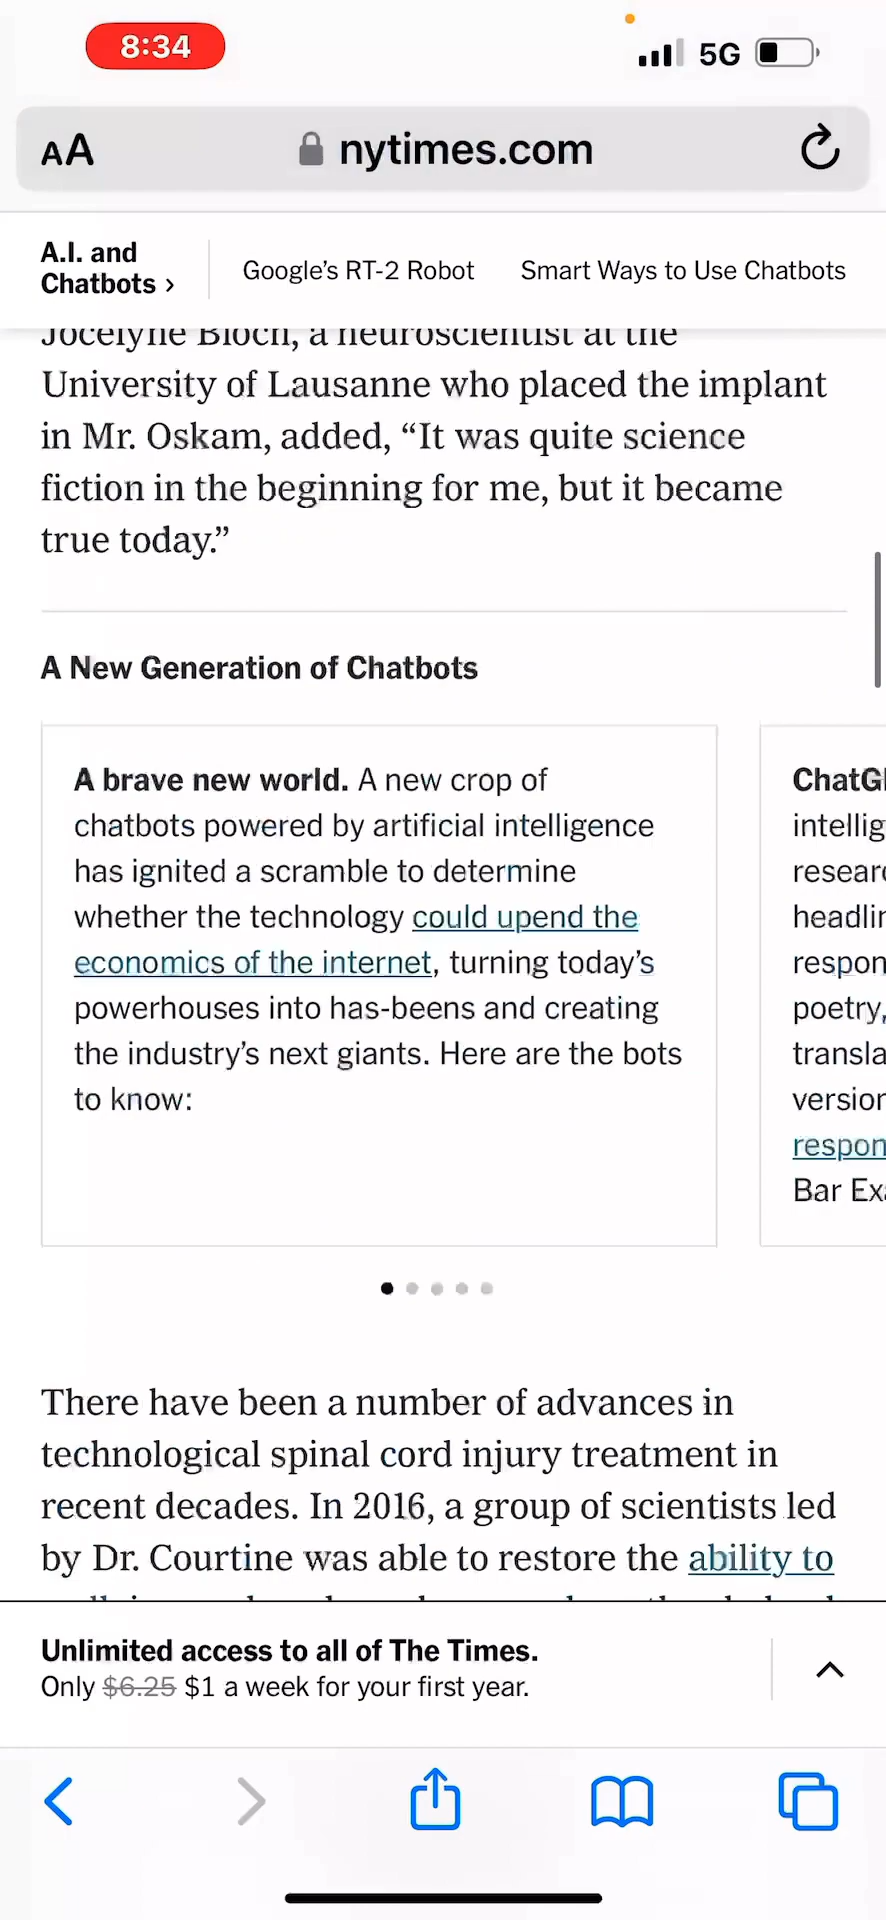 8:34
5G
AA
nytimes.com
A.I. and
Chatbots ›
Google’s RT-2 Robot
Smart Ways to Use Chatbots
Jocelyne Bloch, a neuroscientist at the
University of Lausanne who placed the implant
in Mr. Oskam, added, “It was quite science
fiction in the beginning for me, but it became
true today.”
A New Generation of Chatbots
A brave new world. A new crop of
chatbots powered by artificial intelligence
has ignited a scramble to determine
whether the technology could upend the
economics of the internet, turning today’s
powerhouses into has-beens and creating
the industry’s next giants. Here are the bots
to know:
poetry,
Bar
There have been a number of advances in
technological spinal cord injury treatment in
recent decades. In 2016, a group of scientists led
by Dr. Courtine was able to restore the ability to
Unlimited access to all of The Times.
Only $6.25 $1 a week for your first year.